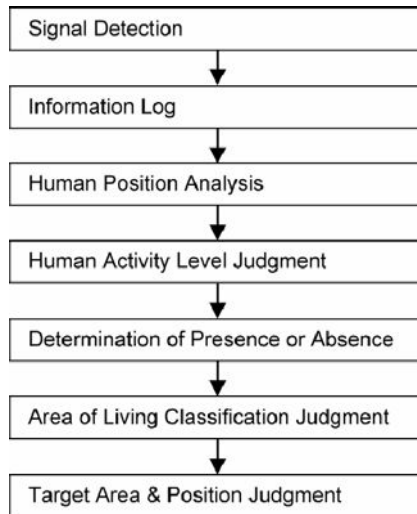 Signal Detection
Information Log
Human Position Analysis
Human Activity Level Judgment
Determination of Presence or Absence
Area of Living Classification Judgment
Target Area & Position Judgment